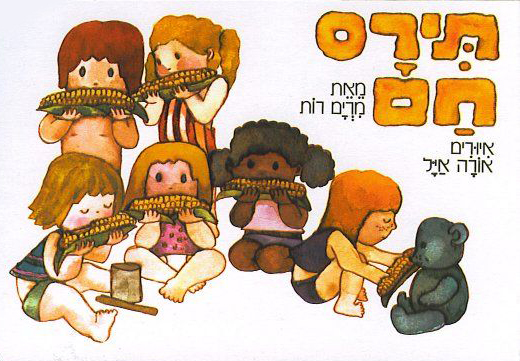 תִּירָס
חַם
מֵאֵת
מִרְיָם רוֹת
אִיּוּרִים
אוֹרָה אַיָל